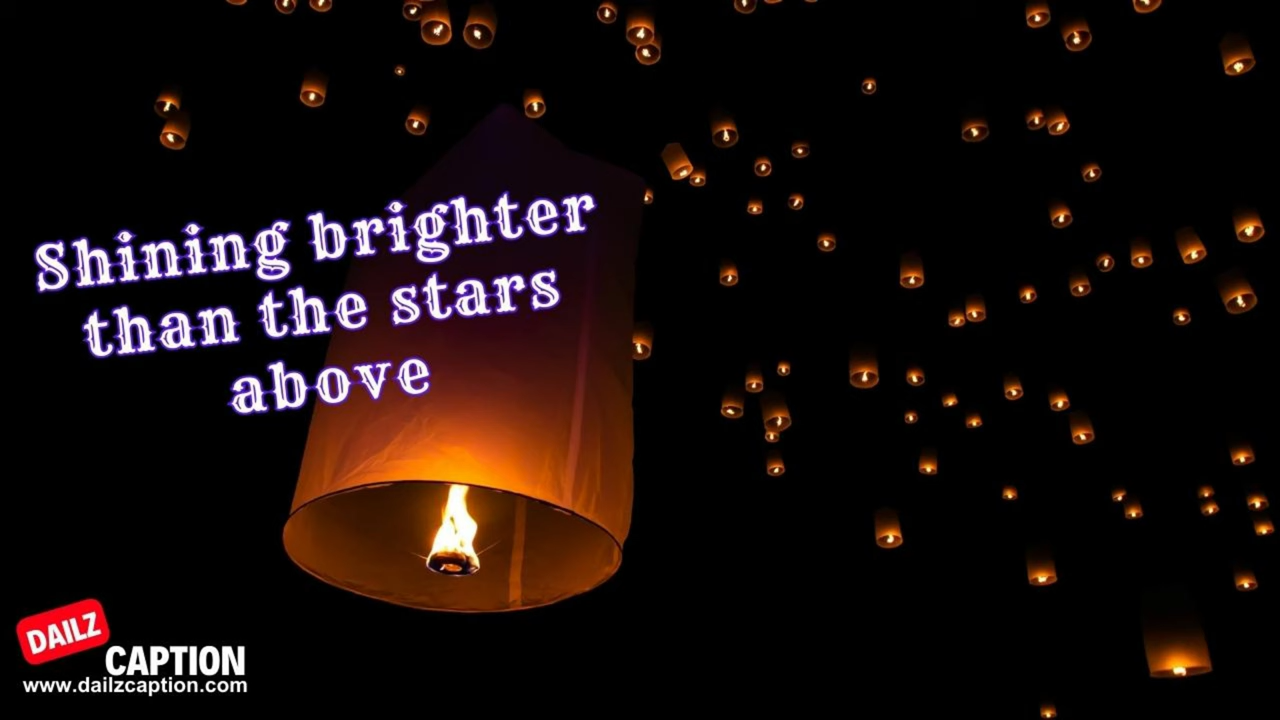 Shining brighter
than the stars
above
DAILZ
CAPTION
www.dailzcaption.com